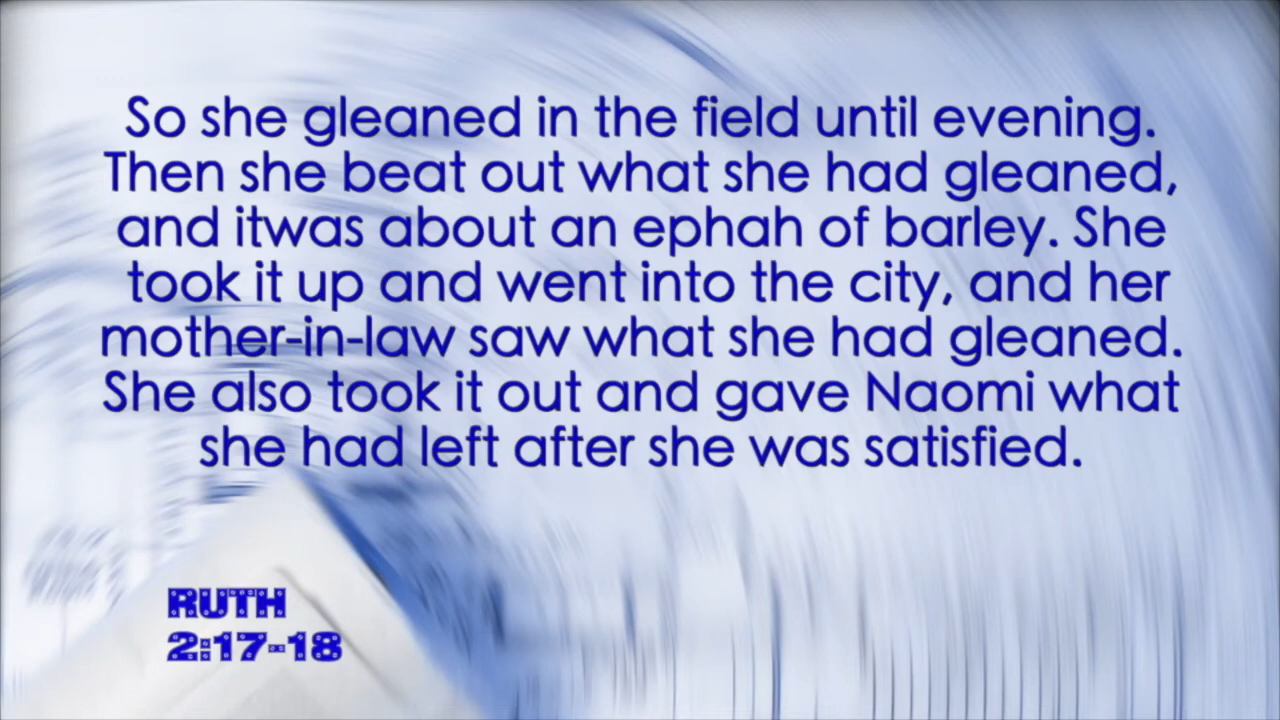 So she gleaned in the field until evening.
Then she beat out what she had gleaned,
and itwas about an ephah of barley. She
took it up and went into the city, and her
mother-in-law saw what she had gleaned.
She also took it out and gave Naomi what
she had left after she was satisfied.
RUTH
2:17-18